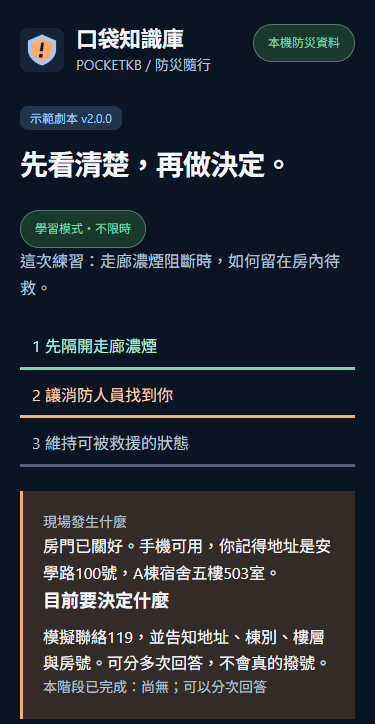 口袋知識庫
POCKETKB / 防災隨行
本機防災資料
示範劇本 v2.0.0
先看清楚，再做決定。
學習模式・不限時
這次練習：走廊濃煙阻斷時，如何留在房內待
救。
1 先隔開走廊濃煙
2 讓消防人員找到你
3 維持可被救援的狀態
現場發生什麼
房門已關好。手機可用，你記得地址是安
學路100號，A棟宿舍五樓503室。
目前要決定什麼
模擬聯絡119，並告知地址、棟別、樓層
與房號。可分多次回答，不會真的撥號。
本階段已完成：尚無；可以分次回答